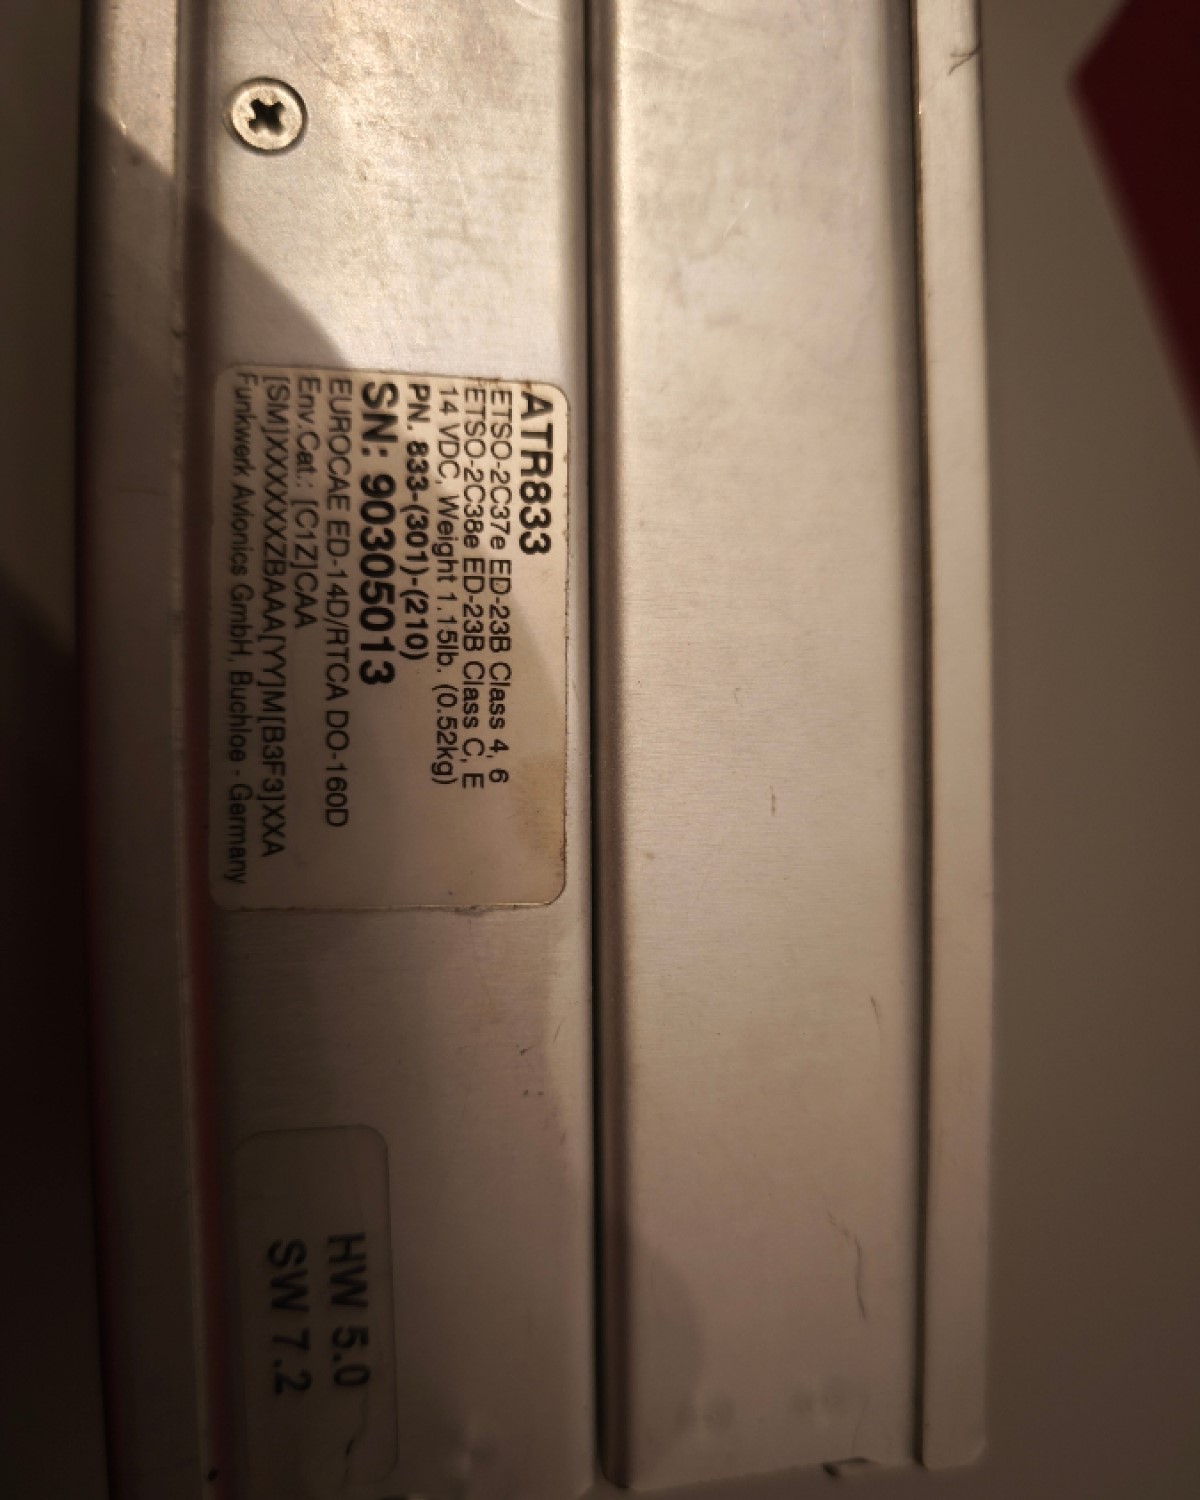 ATR833
ETSO-2C37e ED-23B Class 4, 6
ETSO-2C38e ED-23B Class C, E
14 VDC, Weight 1.15lb. (0.52kg)
PN. 833-(301)-(210)
SN: 90305013
EUROCAE ED-14D/RTCA DO-160D
Env.Cat.: [C1Z]CAA
[SM]XXXXXXZBAAA[YY]M[B3F3]XXA
Funkwerk Avionics GmbH, Buchloe - Germany
HW 5.0
SW 7.2